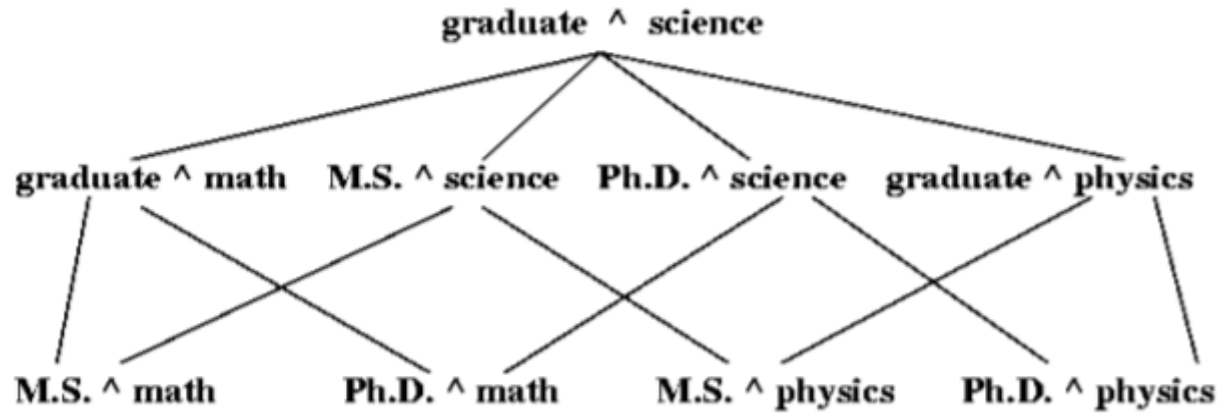 graduate ^ science
graduate ^ math M.S. ^ science Ph.D. ^ science graduate ^ physics
M.S. ^ math Ph.D. ^ math M.S. ^ physics Ph.D. ^ physics